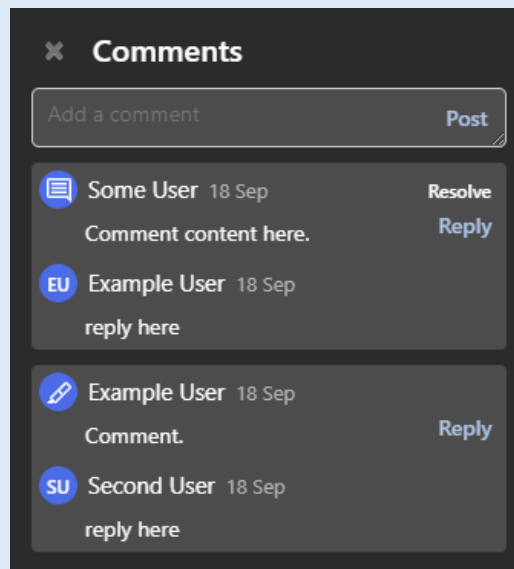 Comments
Add a comment Post
Some User 18 Sep Resolve
Comment content here. Reply
EU Example User 18 Sep
reply here
Example User 18 Sep
Comment. Reply
SU Second User 18 Sep
reply here